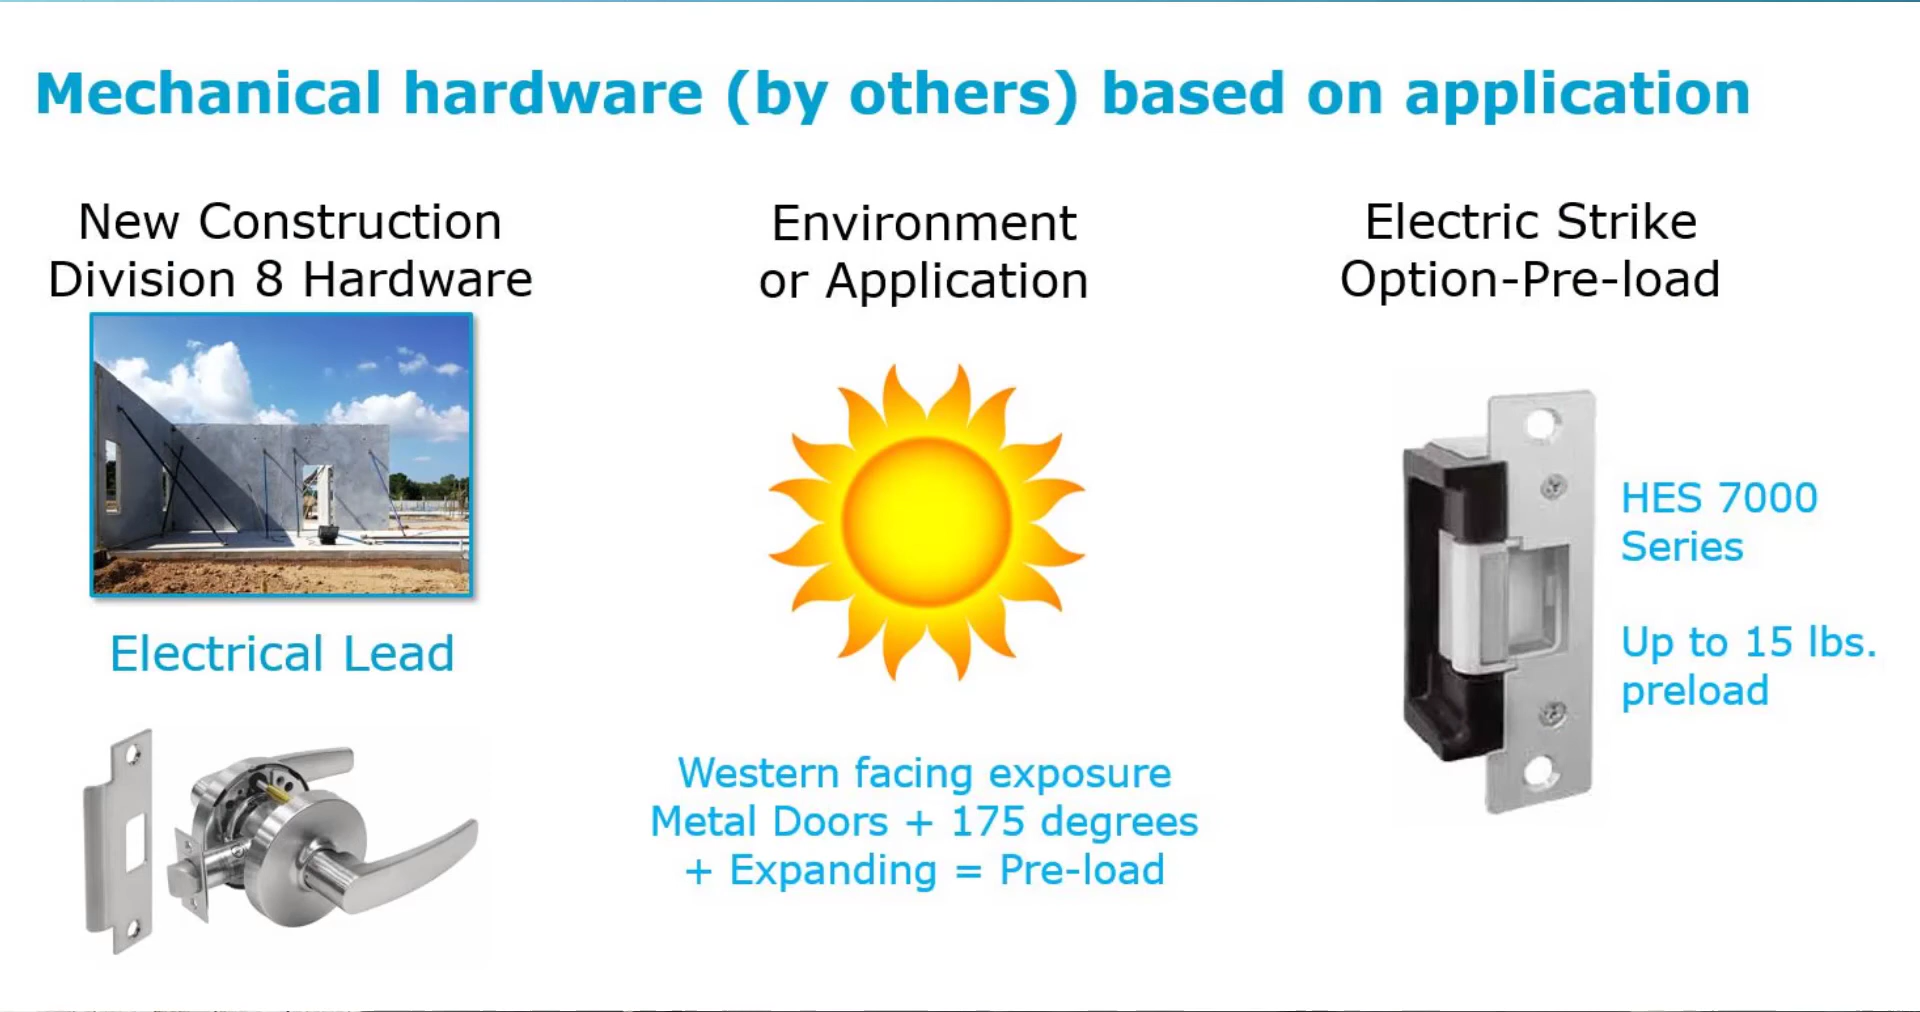 Mechanical hardware (by others) based on application
New Construction
Division 8 Hardware
Electrical Lead
Environment
or Application
Western facing exposure
Metal Doors + 175 degrees
+ Expanding = Pre-load
Electric Strike
Option-Pre-load
HES 7000
Series
Up to 15 lbs.
preload